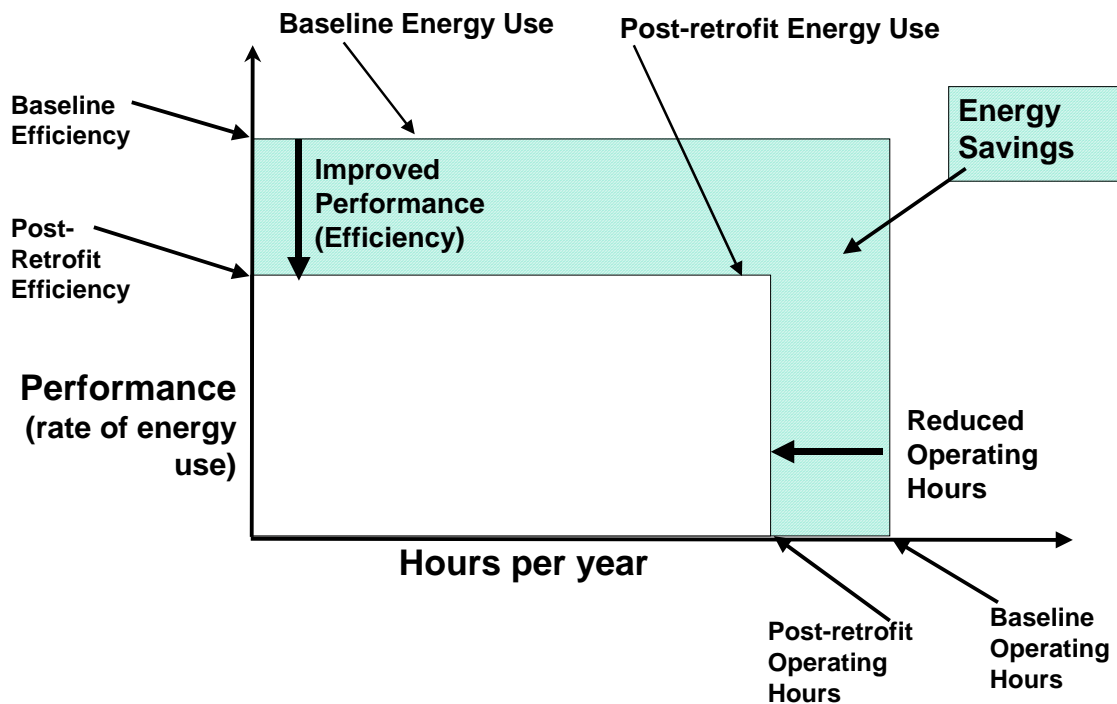 Baseline Energy Use
Post-retrofit Energy Use
Baseline
Efficiency
Energy
Savings
Improved
Performance
(Efficiency)
Post-
Retrofit
Efficiency
Performance
(rate of energy
use)
Reduced
Operating
Hours
Hours per year
Post-retrofit
Operating
Hours
Baseline
Operating
Hours